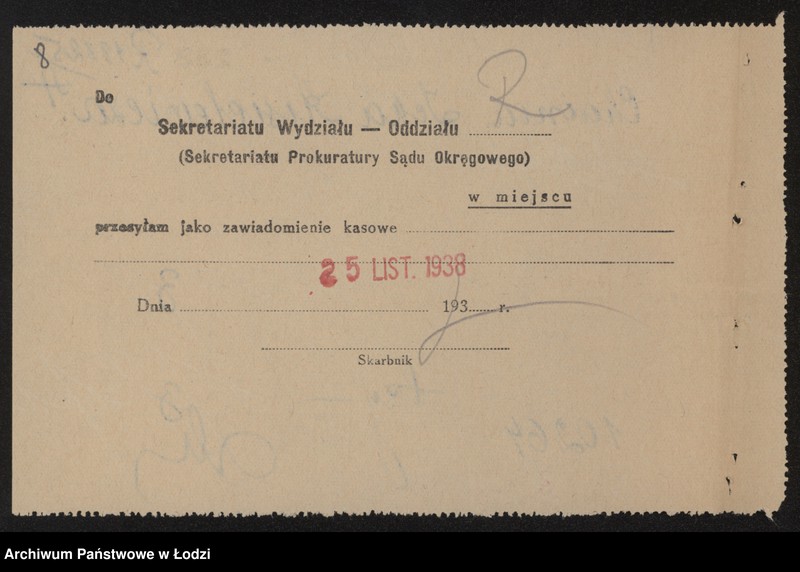 8
Do
Sekretariatu Wydziału — Oddziału R
(Sekretariatu Prokuratury Sądu Okręgowego)
w miejscu
przesyłam jako zawiadomienie kasowe
25 LIST. 1938
Dnia 193 r.
Skarbnik
Archiwum Państwowe w Łodzi